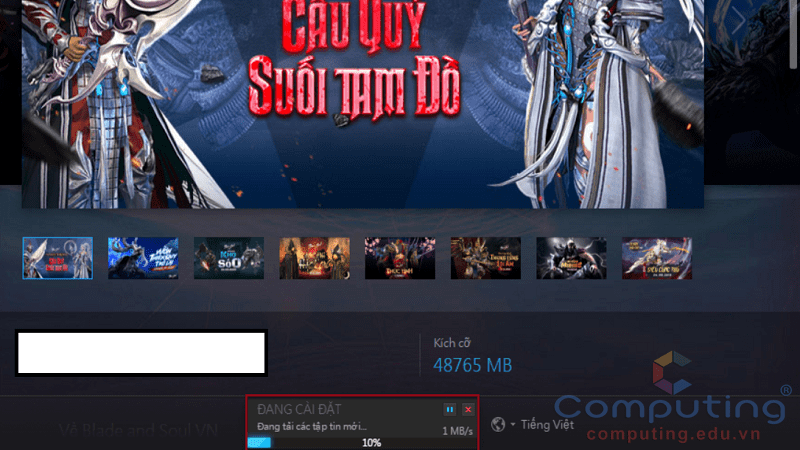 CẦU QUỶ
SUỐI TAM ĐỒ
Kích cỡ
48765 MB
ĐANG CÀI ĐẶT
Đang tải các tập tin mới...
1 MB/s
10%
Về Blade and Soul VN
Tiếng Việt
Computing®
computing.edu.vn